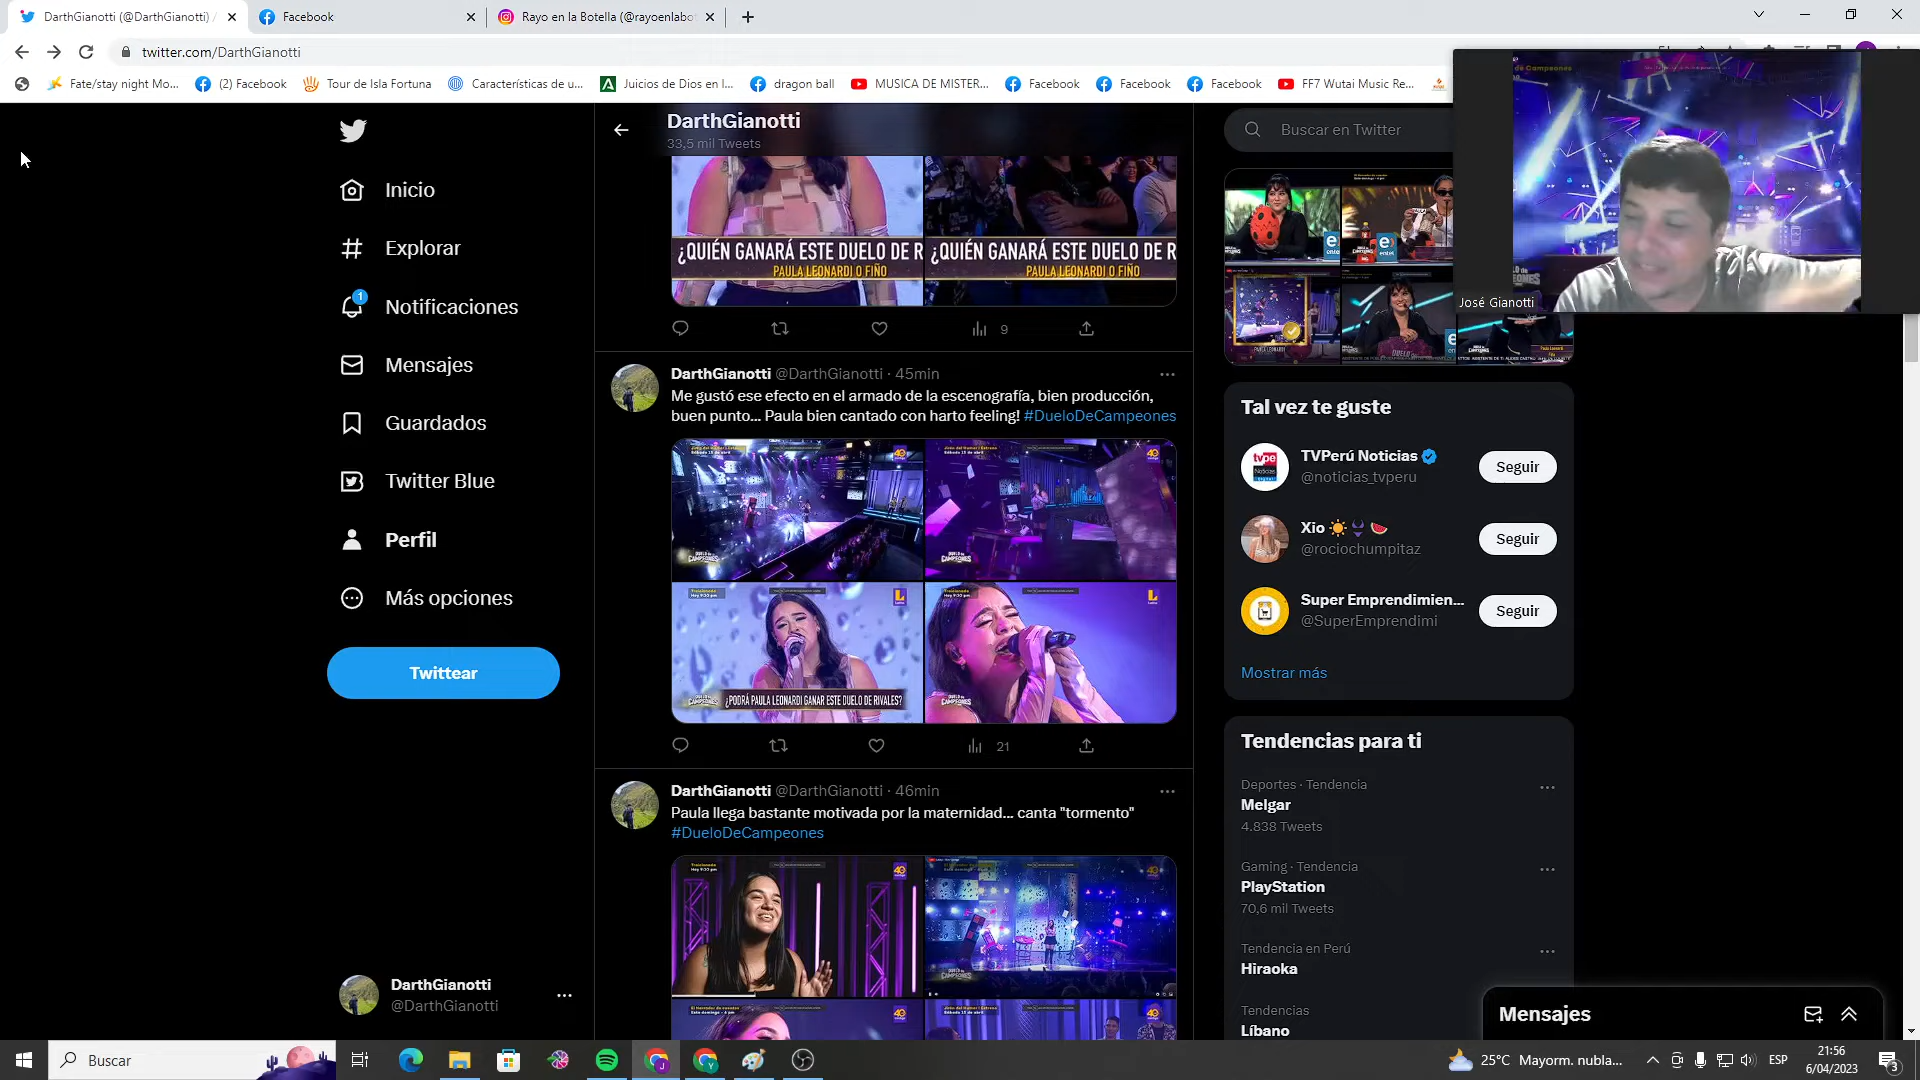 DarthGianotti (@DarthGianotti) /
Facebook
Rayo en la Botella (@rayoenlabo
twitter.com/DarthGianotti
Fate/stay night Mo...
(2) Facebook
Tour de Isla Fortuna
Características de u...
Juicios de Dios en l...
dragon ball
MUSICA DE MISTER...
Facebook
Facebook
Facebook
FF7 Wutai Music Re...
Inicio
Explorar
1
Notificaciones
Mensajes
Guardados
Twitter Blue
Perfil
Más opciones
Twittear
DarthGianotti
@DarthGianotti
DarthGianotti
33,5 mil Tweets
¿QUIÉN GANARÁ ESTE DUELO DE R
PAULA LEONARDI O FIÑO
¿QUIÉN GANARÁ ESTE DUELO DE R
PAULA LEONARDI O FIÑO
9
DarthGianotti @DarthGianotti · 45min
Me gustó ese efecto en el armado de la escenografía, bien producción,
buen punto... Paula bien cantado con harto feeling! #DueloDeCampeones
¿PODRÁ PAULA LEONARDI GANAR ESTE DUELO DE RIVALES?
21
DarthGianotti @DarthGianotti · 46min
Paula llega bastante motivada por la maternidad... canta "tormento"
#DueloDeCampeones
Buscar en Twitter
entel
José Gianotti
Tal vez te guste
TVPerú Noticias
@noticias_tvperu
Seguir
Xio
@rociochumpitaz
Seguir
Super Emprendimien...
@SuperEmprendimi
Seguir
Mostrar más
Tendencias para ti
Deportes · Tendencia
Melgar
4.838 Tweets
Gaming · Tendencia
PlayStation
70,6 mil Tweets
Tendencia en Perú
Hiraoka
Tendencias
Líbano
Mensajes
Buscar
25°C Mayorm. nubla...
ESP
21:56
6/04/2023
3